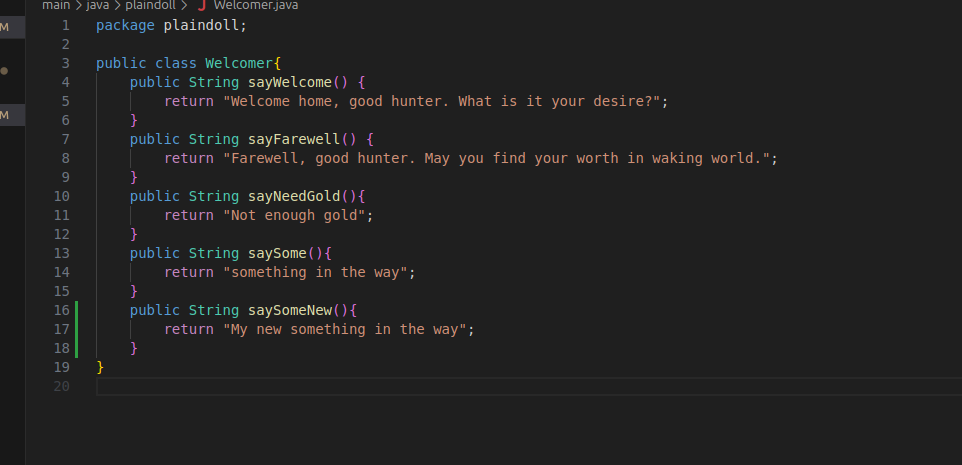 main > java > plaindoll > J Welcomer.java
M
M
1 package plaindoll;
2
3 public class Welcomer{
4     public String sayWelcome() {
5         return "Welcome home, good hunter. What is it your desire?";
6     }
7     public String sayFarewell() {
8         return "Farewell, good hunter. May you find your worth in waking world.";
9     }
10     public String sayNeedGold(){
11         return "Not enough gold";
12     }
13     public String saySome(){
14         return "something in the way";
15     }
16     public String saySomeNew(){
17         return "My new something in the way";
18     }
19 }
20